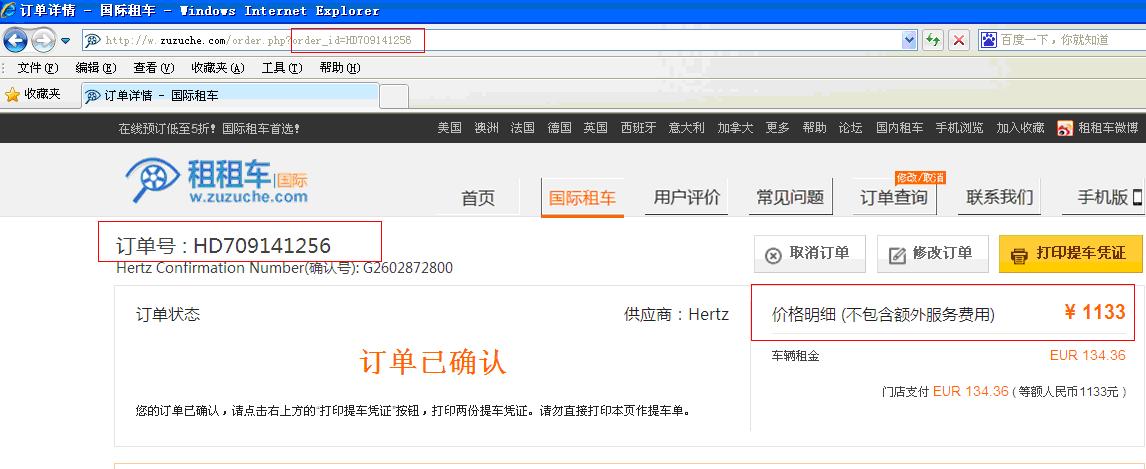 订单详情 - 国际租车 - Windows Internet Explorer
http://w.zuzuche.com/order.php?order_id=HD709141256
百度一下,你就知道
文件(F) 编辑(E) 查看(V) 收藏夹(A) 工具(T) 帮助(H)
收藏夹 订单详情 - 国际租车
在线预订低至5折! 国际租车首选! 美国 澳洲 法国 德国 英国 西班牙 意大利 加拿大 更多 帮助 论坛 国内租车 手机浏览 加入收藏 租租车微博
租租车 国际
w.zuzuche.com
首页 国际租车 用户评价 常见问题 订单查询 修改/取消 联系我们 手机版
订单号 : HD709141256
Hertz Confirmation Number(确认号): G2602872800
取消订单 修改订单 打印提车凭证
订单状态 供应商:Hertz
价格明细 (不包含额外服务费用) ¥ 1133
订单已确认
车辆租金 EUR 134.36
门店支付 EUR 134.36 ( 等额人民币1133元 )
您的订单已确认,请点击右上方的“打印提车凭证”按钮,打印两份提车凭证。请勿直接打印本页作提车单。